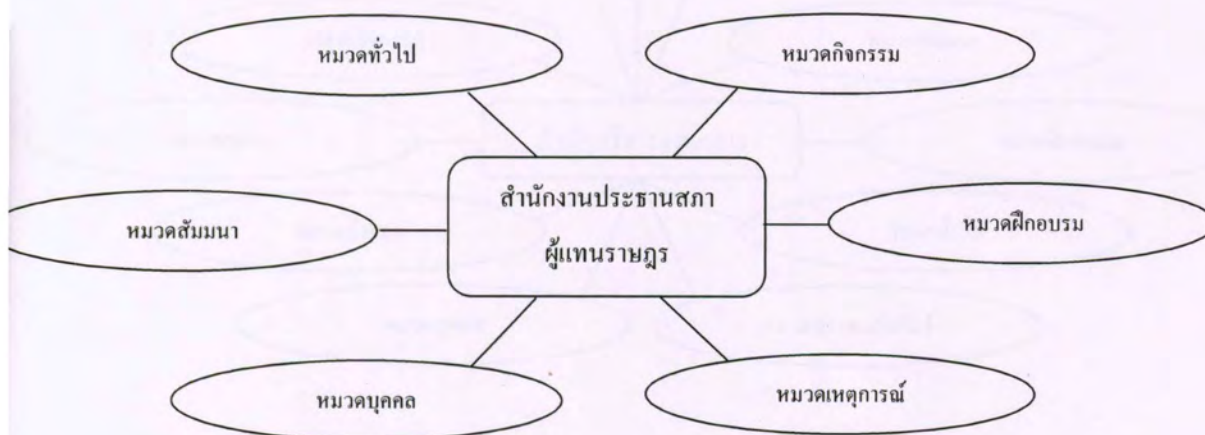 หมวดทั่วไป
หมวดกิจกรรม
สำนักงานประธานสภา
ผู้แทนราษฎร
หมวดสัมมนา
หมวดฝึกอบรม
หมวดบุคคล
หมวดเหตุการณ์